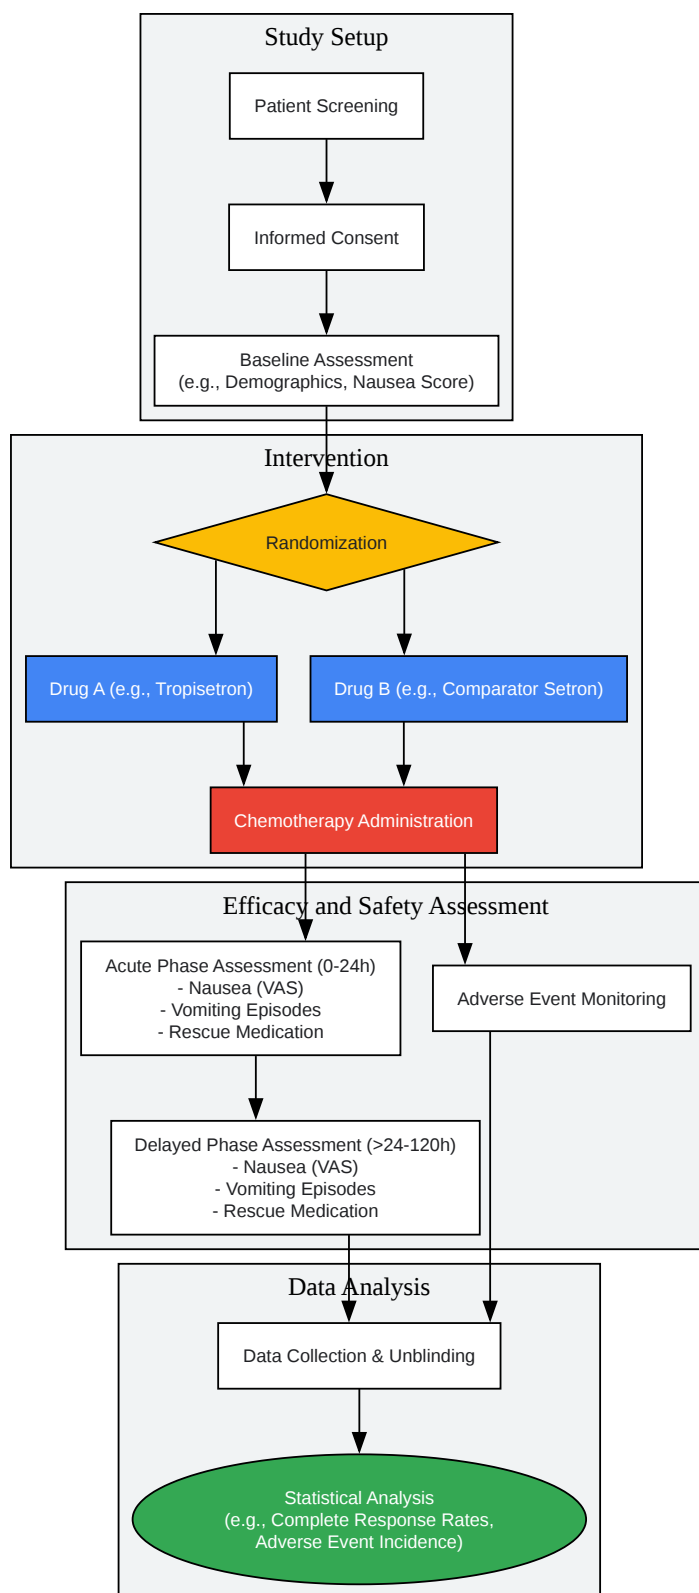 Study Setup
Patient Screening
Informed Consent
Baseline Assessment
(e.g., Demographics, Nausea Score)
Intervention
Randomization
Drug A (e.g., Tropisetron)
Drug B (e.g., Comparator Setron)
Chemotherapy Administration
Efficacy and Safety Assessment
Acute Phase Assessment (0-24h)
- Nausea (VAS)
- Vomiting Episodes
- Rescue Medication
Adverse Event Monitoring
Delayed Phase Assessment (>24-120h)
- Nausea (VAS)
- Vomiting Episodes
- Rescue Medication
Data Analysis
Data Collection & Unblinding
Statistical Analysis
(e.g., Complete Response Rates,
Adverse Event Incidence)